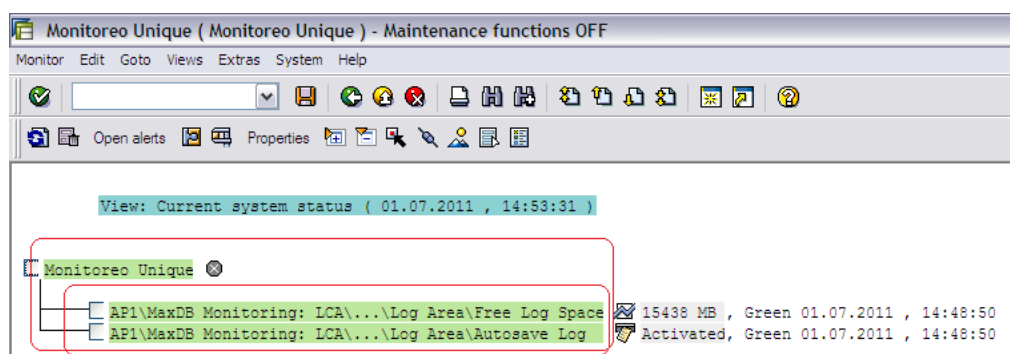 Monitoreo Unique ( Monitoreo Unique ) - Maintenance functions OFF
Monitor Edit Goto Views Extras System Help
Open alerts Properties
View: Current system status ( 01.07.2011 , 14:53:31 )
Monitoreo Unique
AP1\MaxDB Monitoring: LCA\...\Log Area\Free Log Space 15438 MB , Green 01.07.2011 , 14:48:50
AP1\MaxDB Monitoring: LCA\...\Log Area\Autosave Log Activated, Green 01.07.2011 , 14:48:50